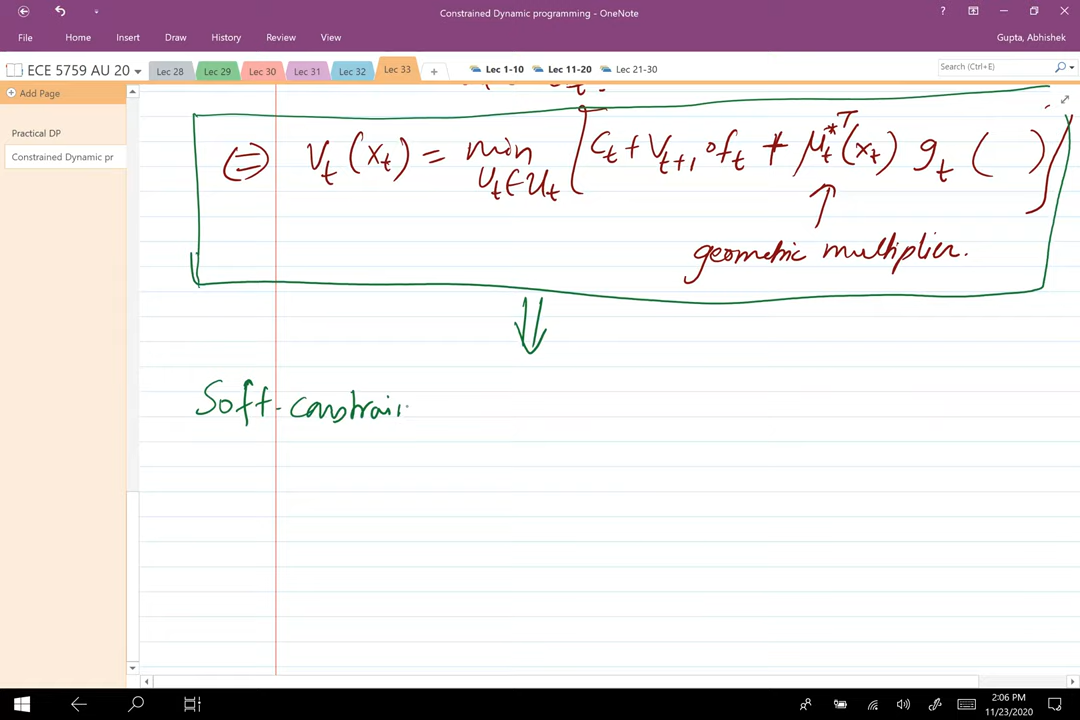 Constrained Dynamic programming - OneNote
File Home Insert Draw History Review View
Gupta, Abhishek
ECE 5759 AU 20
Lec 28 Lec 29 Lec 30 Lec 31 Lec 32 Lec 33 + Lec 1-10 Lec 11-20 Lec 21-30
Search (Ctrl+E)
Add Page
Practical DP
Constrained Dynamic pr
⇔ V_t (x_t) = min [ C_t + V_{t+1} o f_t + μ_t^{*T} (x_t) g_t ( ) ]
u_t ∈ U_t
↑
geometric multiplier.
⇓
Soft-constrai
2:06 PM
11/23/2020